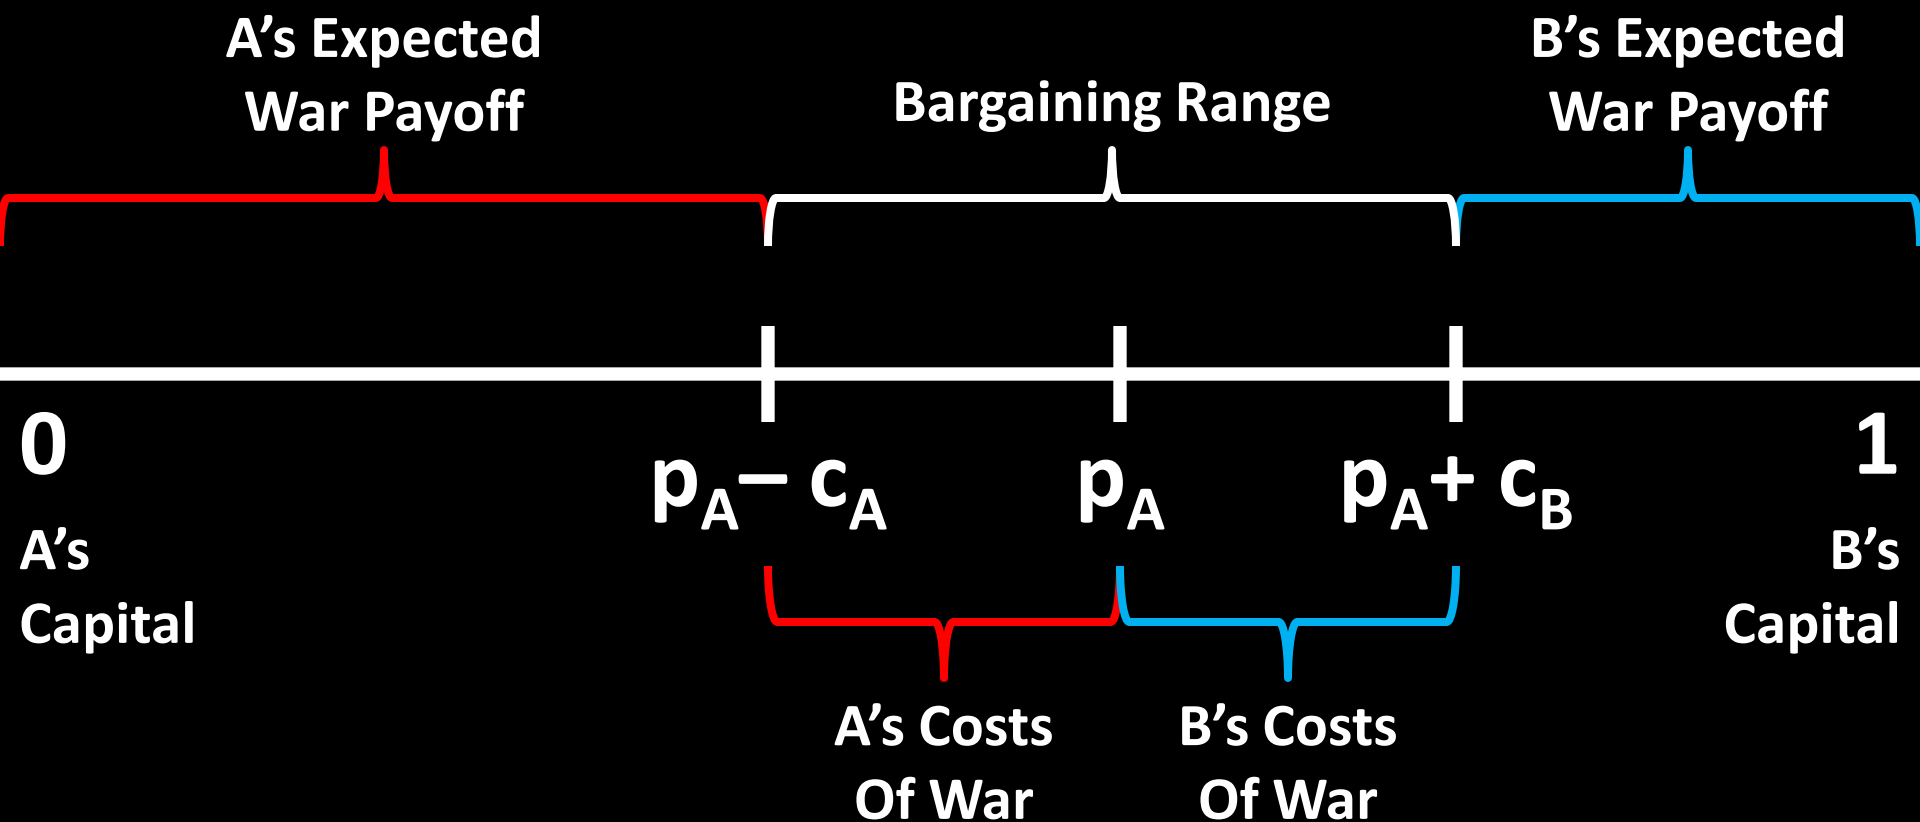 A’s Expected
War Payoff
Bargaining Range
B’s Expected
War Payoff
0
A’s
Capital
pA – cA
pA
pA + cB
1
B’s
Capital
A’s Costs
Of War
B’s Costs
Of War